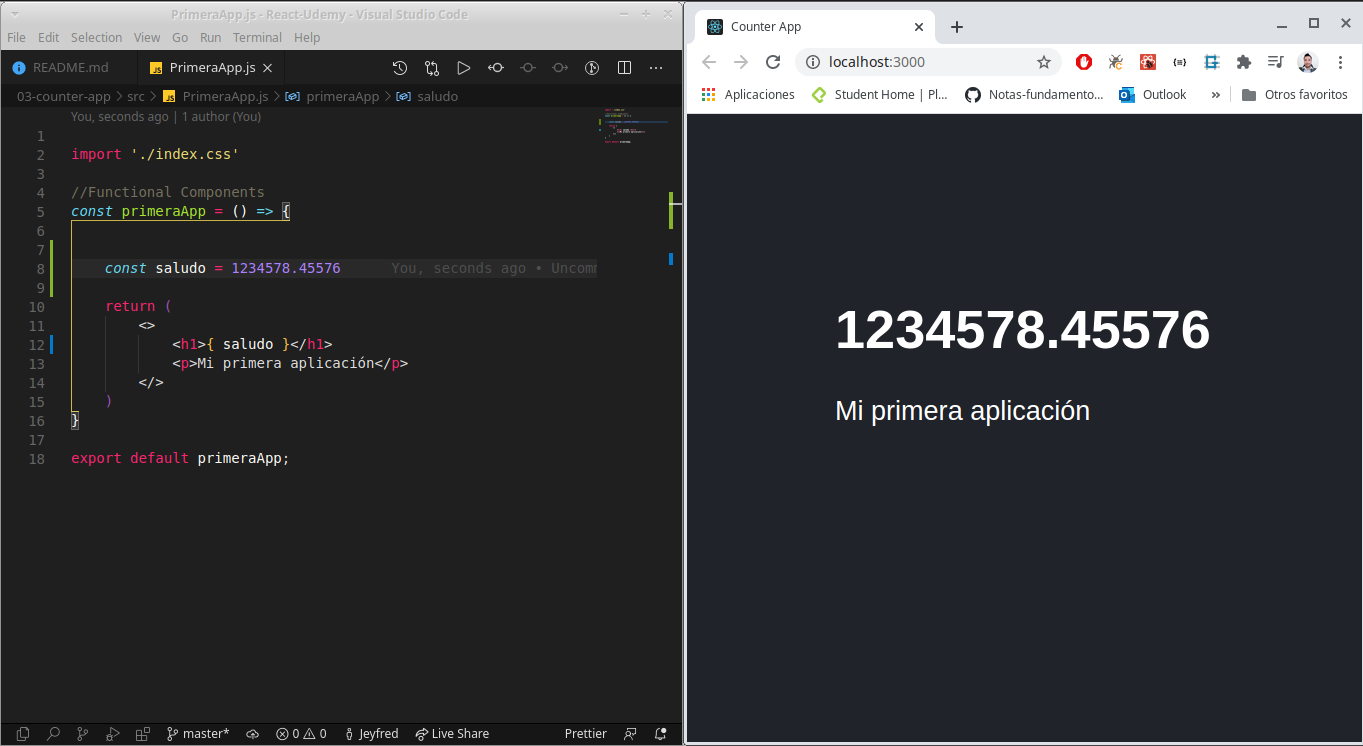 PrimeraApp.js - React-Udemy - Visual Studio Code
File Edit Selection View Go Run Terminal Help
README.md PrimeraApp.js
03-counter-app > src > JS PrimeraApp.js > primeraApp > saludo
You, seconds ago | 1 author (You)
1
2 import './index.css'
3
4 //Functional Components
5 const primeraApp = () => {
6
7
8 const saludo = 1234578.45576 You, seconds ago • Uncomm
9
10 return (
11 <>
12 <h1>{ saludo }</h1>
13 <p>Mi primera aplicación</p>
14 </>
15 )
16 }
17
18 export default primeraApp;
master* 0 0 Jeyfred Live Share Prettier
Counter App
localhost:3000
Aplicaciones Student Home | Pl... Notas-fundamento... Outlook » Otros favoritos
1234578.45576
Mi primera aplicación